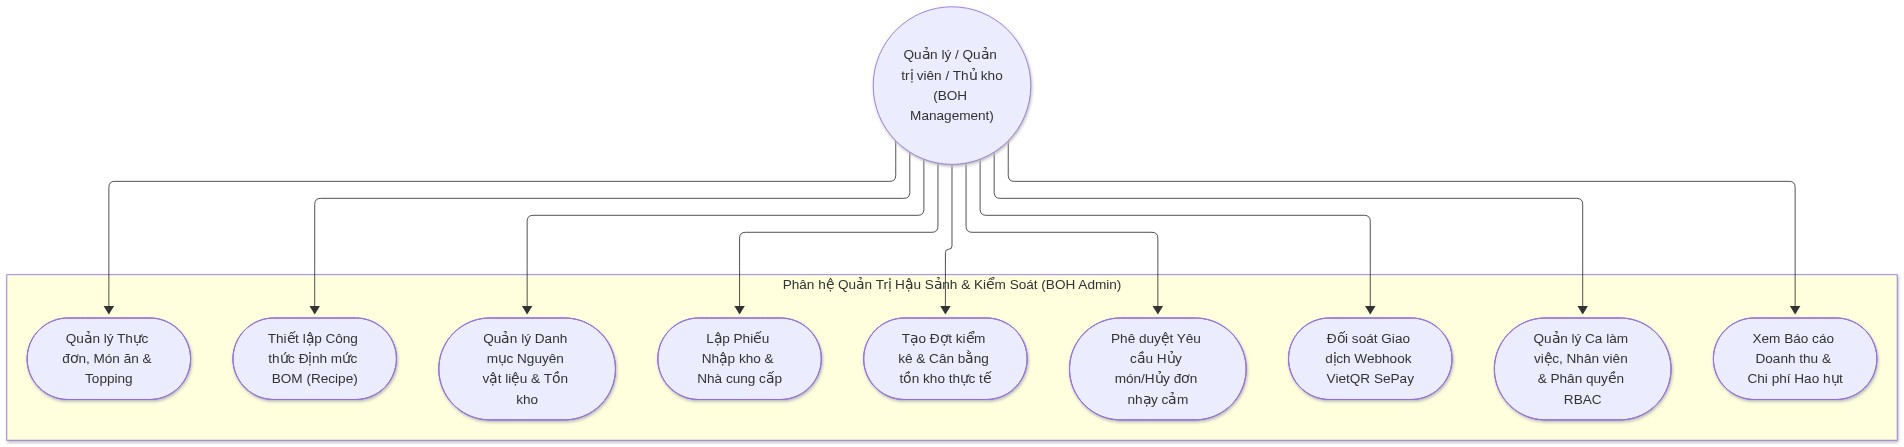 Quản lý / Quản
trị viên / Thủ kho
(BOH
Management)
Phân hệ Quản Trị Hậu Sảnh & Kiểm Soát (BOH Admin)
Quản lý Thực
đơn, Món ăn &
Topping
Thiết lập Công
thức Định mức
BOM (Recipe)
Quản lý Danh
mục Nguyên
vật liệu & Tồn
kho
Lập Phiếu
Nhập kho &
Nhà cung cấp
Tạo Đợt kiểm
kê & Cân bằng
tồn kho thực tế
Phê duyệt Yêu
cầu Hủy
món/Hủy đơn
nhạy cảm
Đối soát Giao
dịch Webhook
VietQR SePay
Quản lý Ca làm
việc, Nhân viên
& Phân quyền
RBAC
Xem Báo cáo
Doanh thu &
Chi phí Hao hụt